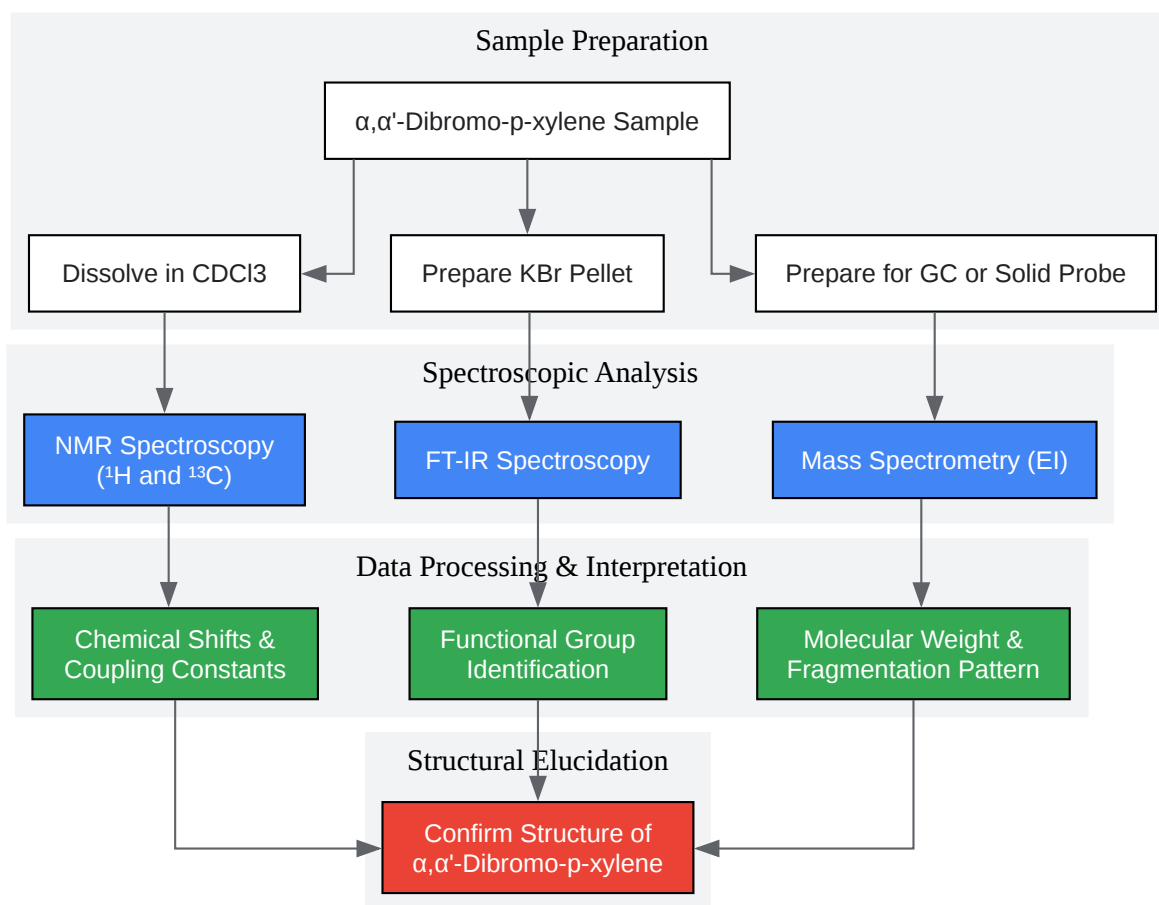 Sample Preparation
α,α'-Dibromo-p-xylene Sample
Dissolve in CDCl3
Prepare KBr Pellet
Prepare for GC or Solid Probe
Spectroscopic Analysis
NMR Spectroscopy
(¹H and ¹³C)
FT-IR Spectroscopy
Mass Spectrometry (EI)
Data Processing & Interpretation
Chemical Shifts &
Coupling Constants
Functional Group
Identification
Molecular Weight &
Fragmentation Pattern
Structural Elucidation
Confirm Structure of
α,α'-Dibromo-p-xylene